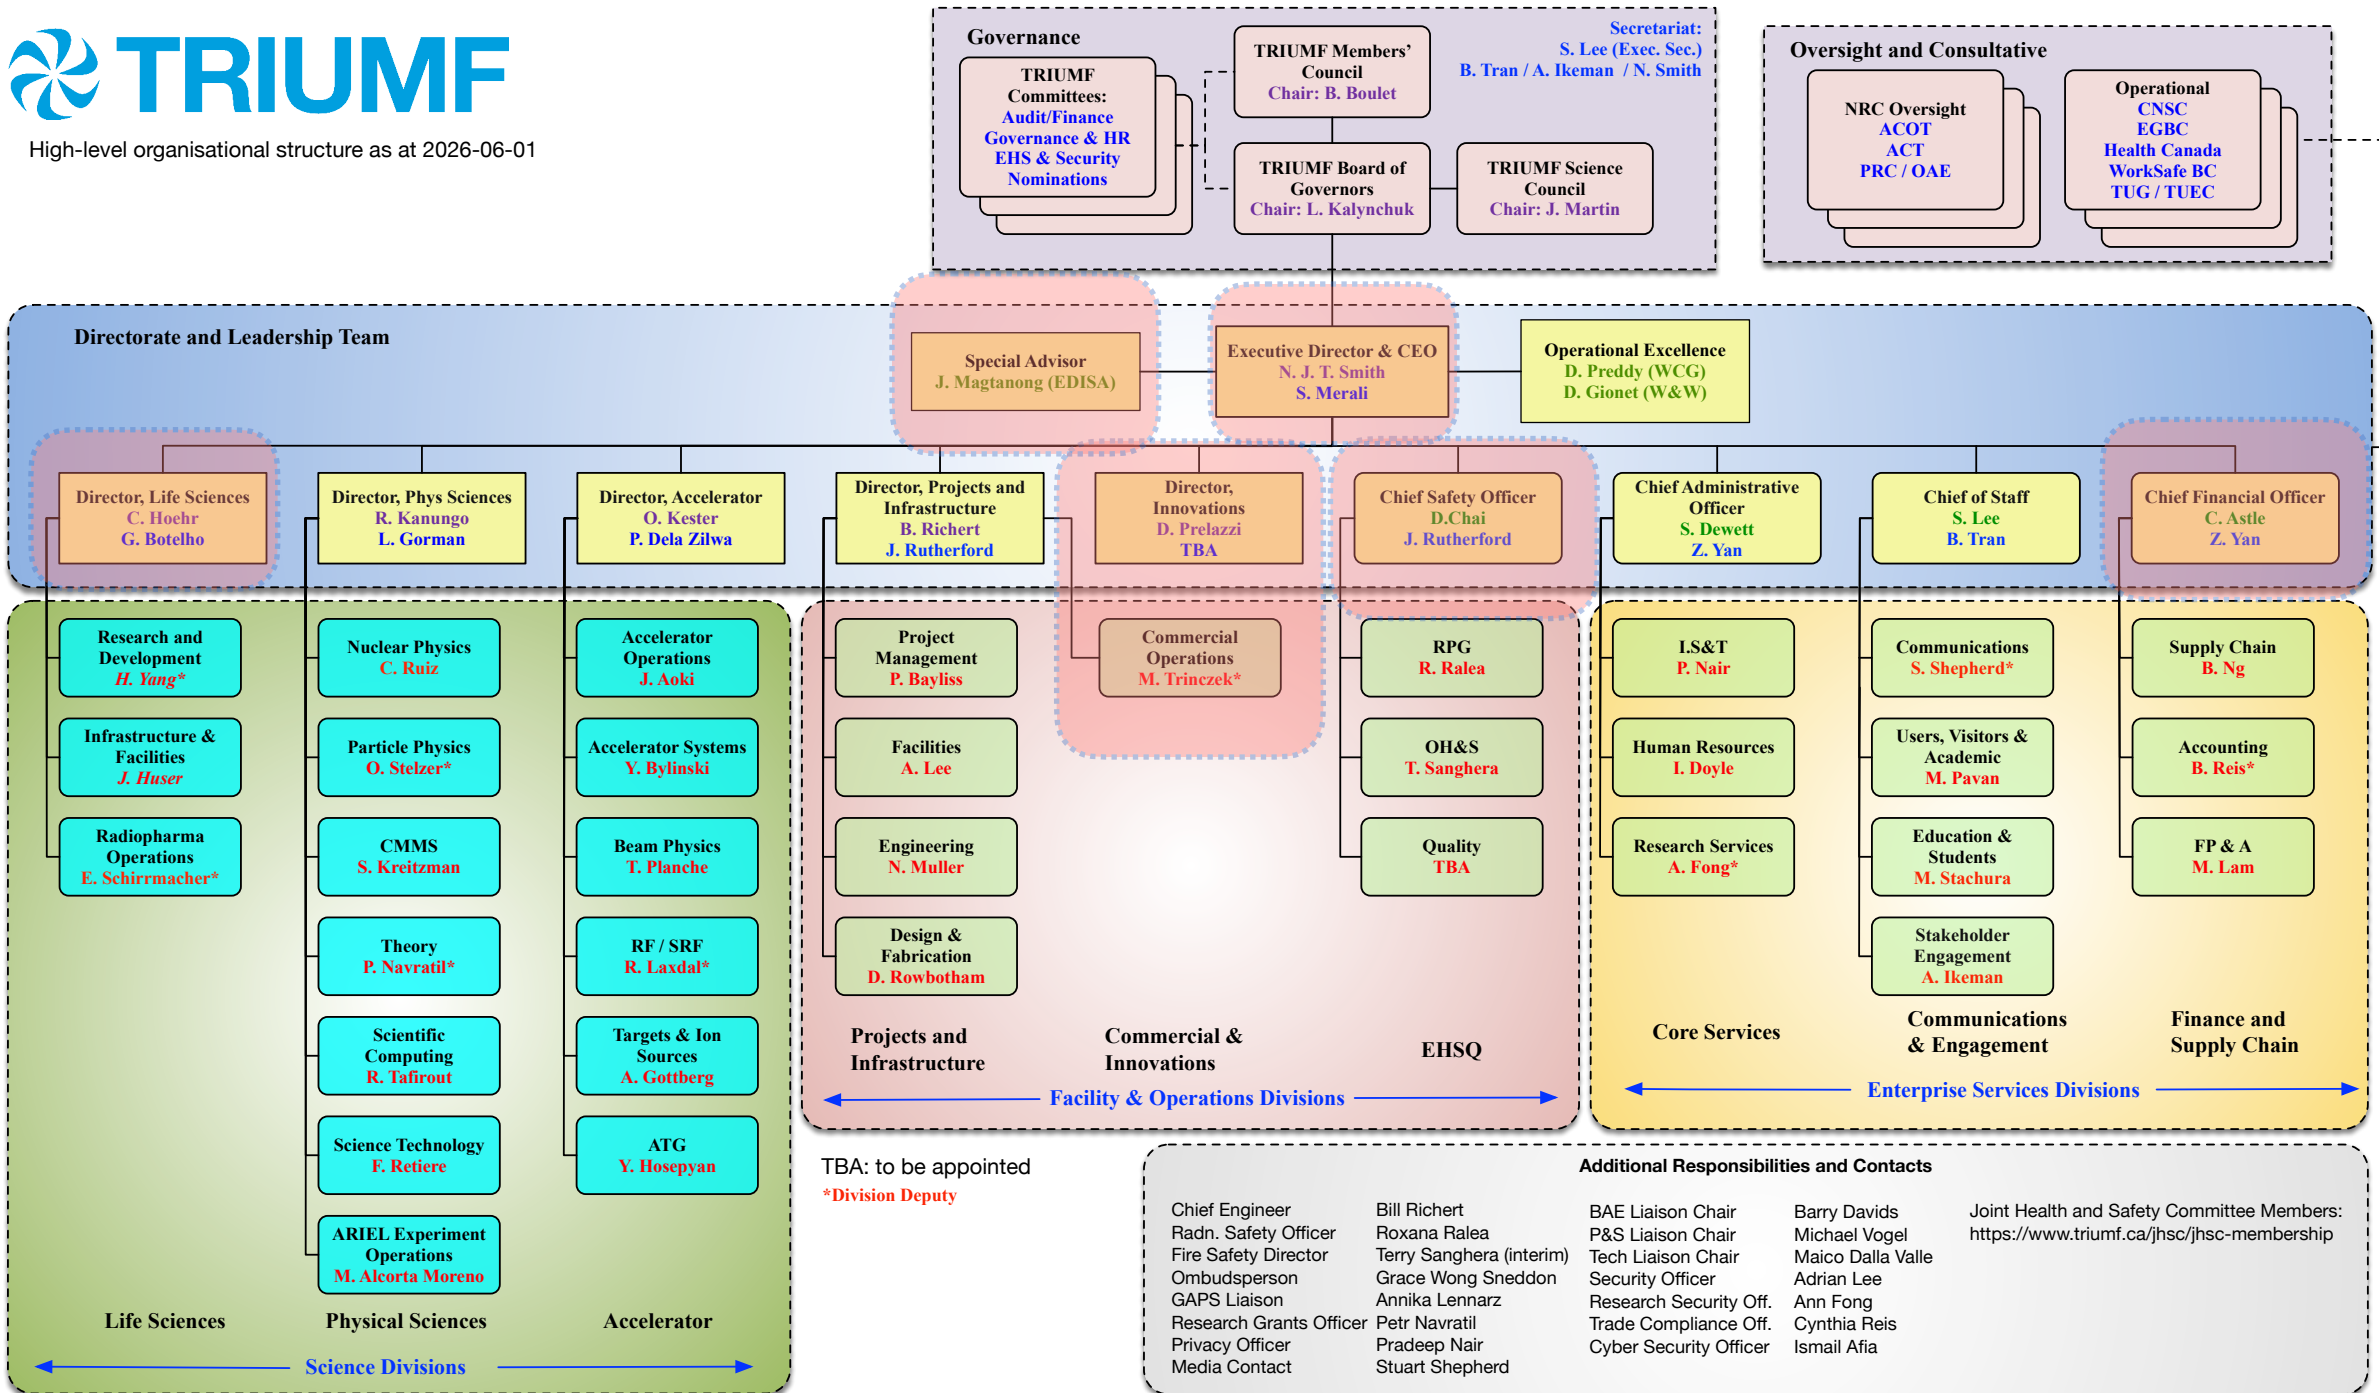 TRIUMF
High-level organisational structure as at 2026-06-01
Governance
TRIUMF
Committees:
Audit/Finance
Governance & HR
EHS & Security
Nominations
TRIUMF Members'
Council
Chair: B. Boulet
Secretariat:
S. Lee (Exec. Sec.)
B. Tran / A. Ikeman / N. Smith
TRIUMF Board of
Governors
Chair: L. Kalynchuk
TRIUMF Science
Council
Chair: J. Martin
Oversight and Consultative
NRC Oversight
ACOT
ACT
PRC / OAE
Operational
CNSC
EGBC
Health Canada
WorkSafe BC
TUG / TUEC
Directorate and Leadership Team
Special Advisor
J. Magtanong (EDISA)
Executive Director & CEO
N. J. T. Smith
S. Merali
Operational Excellence
D. Preddy (WCG)
D. Gionet (W&W)
Director, Life Sciences
C. Hoehr
G. Botelho
Director, Phys Sciences
R. Kanungo
L. Gorman
Director, Accelerator
O. Kester
P. Dela Zilwa
Director, Projects and
Infrastructure
B. Richert
J. Rutherford
Director,
Innovations
D. Prelazzi
TBA
Chief Safety Officer
D.Chai
J. Rutherford
Chief Administrative
Officer
S. Dewett
Z. Yan
Chief of Staff
S. Lee
B. Tran
Chief Financial Officer
C. Astle
Z. Yan
Research and
Development
H. Yang*
Infrastructure &
Facilities
J. Huser
Radiopharma
Operations
E. Schirrmacher*
Life Sciences
Nuclear Physics
C. Ruiz
Particle Physics
O. Stelzer*
CMMS
S. Kreitzman
Theory
P. Navratil*
Scientific
Computing
R. Tafirout
Science Technology
F. Retiere
ARIEL Experiment
Operations
M. Alcorta Moreno
Physical Sciences
Accelerator
Operations
J. Aoki
Accelerator Systems
Y. Bylinski
Beam Physics
T. Planche
RF / SRF
R. Laxdal*
Targets & Ion
Sources
A. Gottberg
ATG
Y. Hosepyan
Accelerator
Science Divisions
Project
Management
P. Bayliss
Facilities
A. Lee
Engineering
N. Muller
Design &
Fabrication
D. Rowbotham
Projects and
Infrastructure
Commercial
Operations
M. Trinczek*
Commercial &
Innovations
RPG
R. Ralea
OH&S
T. Sanghera
Quality
TBA
EHSQ
Facility & Operations Divisions
I.S&T
P. Nair
Human Resources
I. Doyle
Research Services
A. Fong*
Core Services
Communications
S. Shepherd*
Users, Visitors &
Academic
M. Pavan
Education &
Students
M. Stachura
Stakeholder
Engagement
A. Ikeman
Communications
& Engagement
Supply Chain
B. Ng
Accounting
B. Reis*
FP & A
M. Lam
Finance and
Supply Chain
Enterprise Services Divisions
TBA: to be appointed
*Division Deputy
Additional Responsibilities and Contacts
Chief Engineer Bill Richert
Radn. Safety Officer Roxana Ralea
Fire Safety Director Terry Sanghera (interim)
Ombudsperson Grace Wong Sneddon
GAPS Liaison Annika Lennarz
Research Grants Officer Petr Navratil
Privacy Officer Pradeep Nair
Media Contact Stuart Shepherd
BAE Liaison Chair Barry Davids
P&S Liaison Chair Michael Vogel
Tech Liaison Chair Maico Dalla Valle
Security Officer Adrian Lee
Research Security Off. Ann Fong
Trade Compliance Off. Cynthia Reis
Cyber Security Officer Ismail Afia
Joint Health and Safety Committee Members:
https://www.triumf.ca/jhsc/jhsc-membership